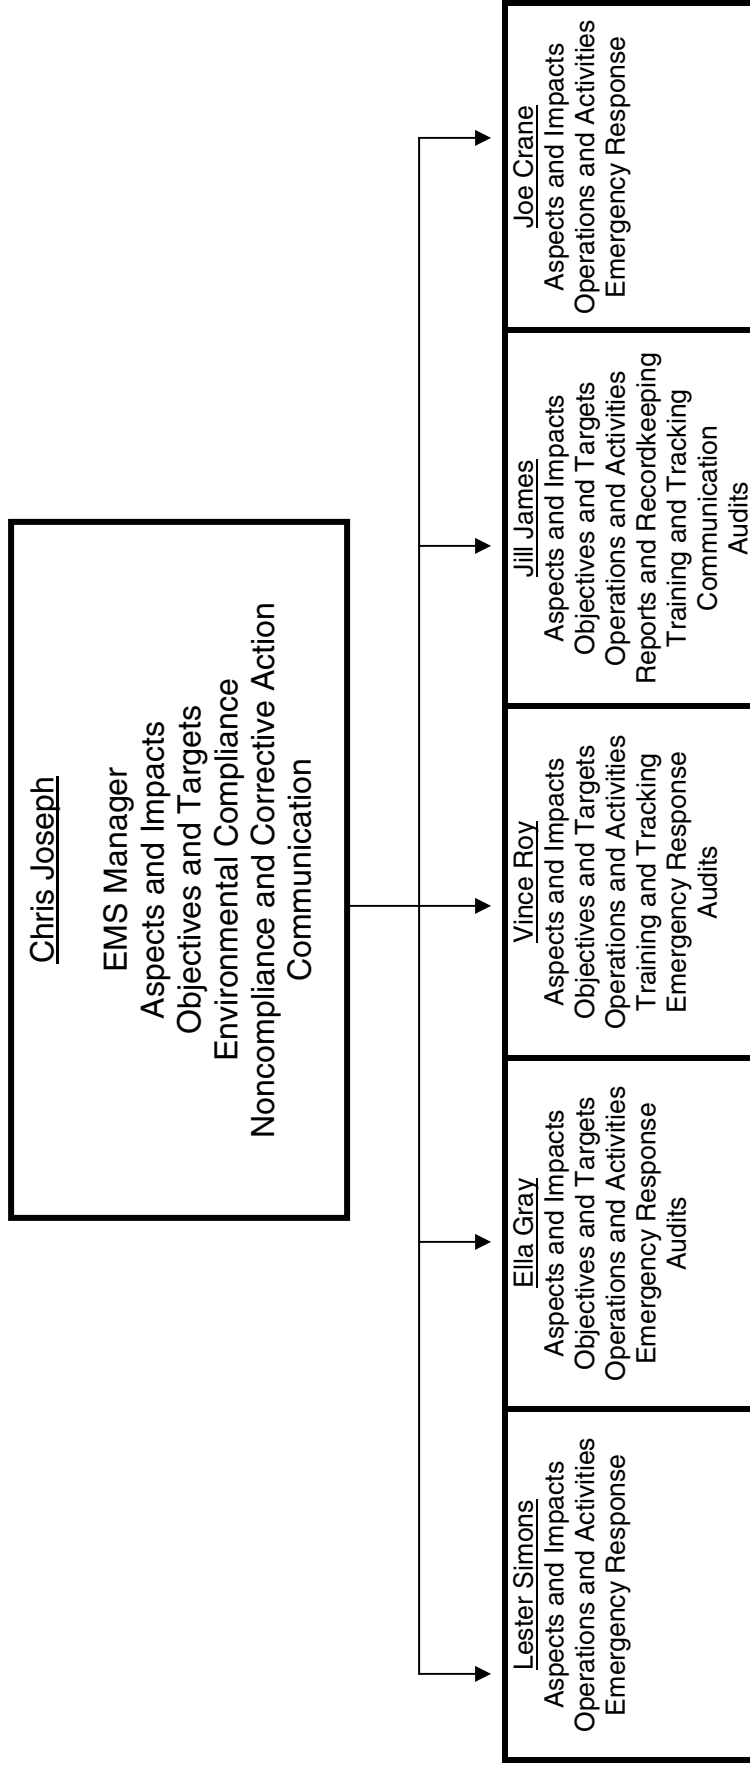 Chris Joseph
EMS Manager
Aspects and Impacts
Objectives and Targets
Environmental Compliance
Noncompliance and Corrective Action
Communication
Lester Simons
Aspects and Impacts
Operations and Activities
Emergency Response
Ella Gray
Aspects and Impacts
Objectives and Targets
Operations and Activities
Emergency Response
Audits
Vince Roy
Aspects and Impacts
Objectives and Targets
Operations and Activities
Training and Tracking
Emergency Response
Audits
Jill James
Aspects and Impacts
Objectives and Targets
Operations and Activities
Reports and Recordkeeping
Training and Tracking
Communication
Audits
Joe Crane
Aspects and Impacts
Operations and Activities
Emergency Response